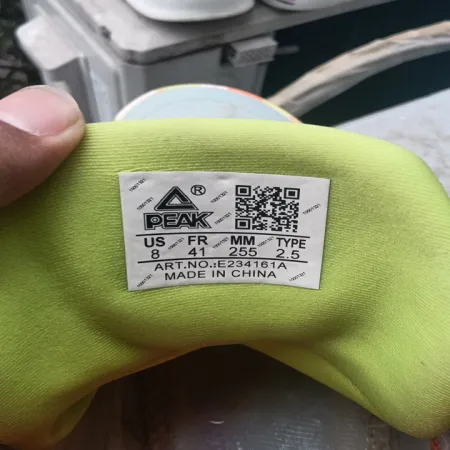 PEAK®
US FR MM TYPE
8 41 255 2.5
ART.NO.:E234161A
MADE IN CHINA